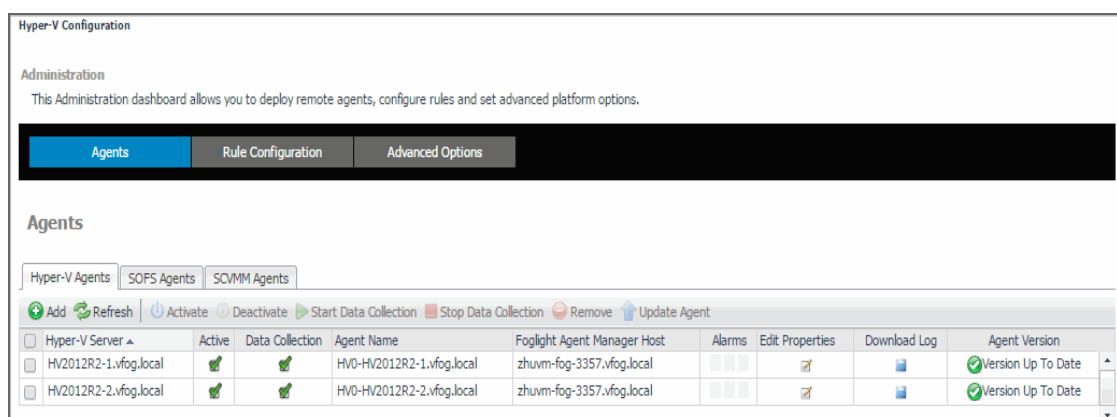 Hyper-V Configuration
Administration
This Administration dashboard allows you to deploy remote agents, configure rules and set advanced platform options.
Agents Rule Configuration Advanced Options
Agents
Hyper-V Agents SOFS Agents SCVMM Agents
Add Refresh Activate Deactivate Start Data Collection Stop Data Collection Remove Update Agent
Hyper-V Server Active Data Collection Agent Name Foglight Agent Manager Host Alarms Edit Properties Download Log Agent Version
HV2012R2-1.vfog.local HV0-HV2012R2-1.vfog.local zhuvm-fog-3357.vfog.local Version Up To Date
HV2012R2-2.vfog.local HV0-HV2012R2-2.vfog.local zhuvm-fog-3357.vfog.local Version Up To Date